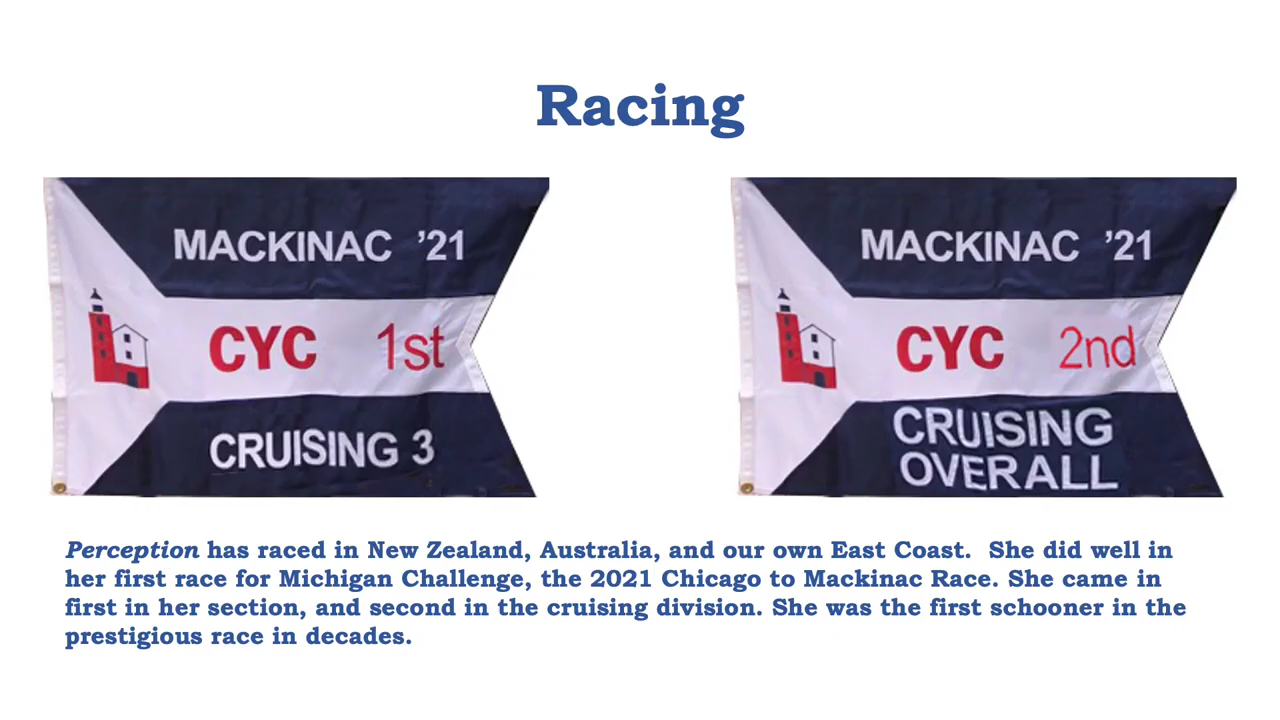 Racing
MACKINAC ’21
CYC 1st
CRUISING 3
MACKINAC ’21
CYC 2nd
CRUISING
OVERALL
Perception has raced in New Zealand, Australia, and our own East Coast.  She did well in
her first race for Michigan Challenge, the 2021 Chicago to Mackinac Race. She came in
first in her section, and second in the cruising division. She was the first schooner in the
prestigious race in decades.